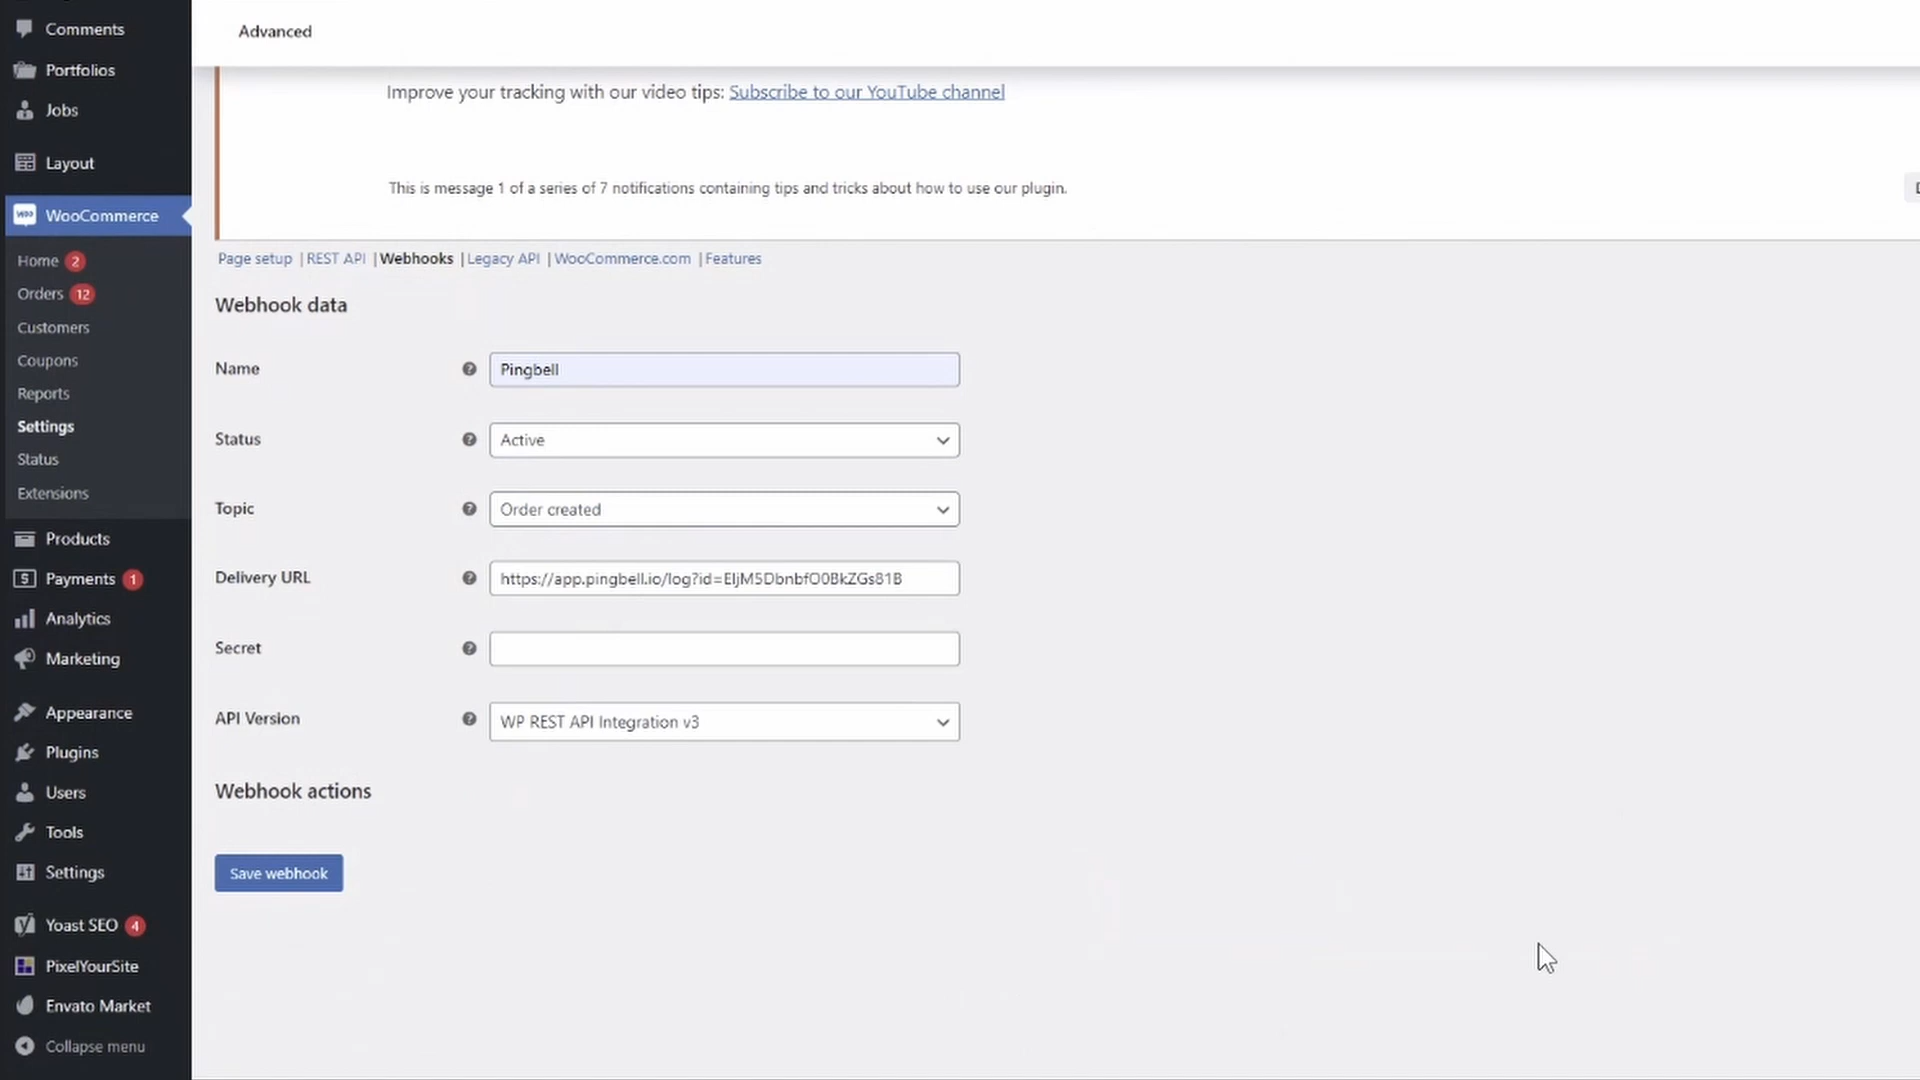 Comments
Portfolios
Jobs
Layout
WooCommerce
Home 2
Orders 12
Customers
Coupons
Reports
Settings
Status
Extensions
Products
Payments 1
Analytics
Marketing
Appearance
Plugins
Users
Tools
Settings
Yoast SEO 4
PixelYourSite
Envato Market
Collapse menu
Advanced
Improve your tracking with our video tips: Subscribe to our YouTube channel
This is message 1 of a series of 7 notifications containing tips and tricks about how to use our plugin.
Page setup | REST API | Webhooks | Legacy API | WooCommerce.com | Features
Webhook data
Name
Pingbell
Status
Active
Topic
Order created
Delivery URL
https://app.pingbell.io/log?id=EIjM5DbnbfO0BkZGs81B
Secret
API Version
WP REST API Integration v3
Webhook actions
Save webhook